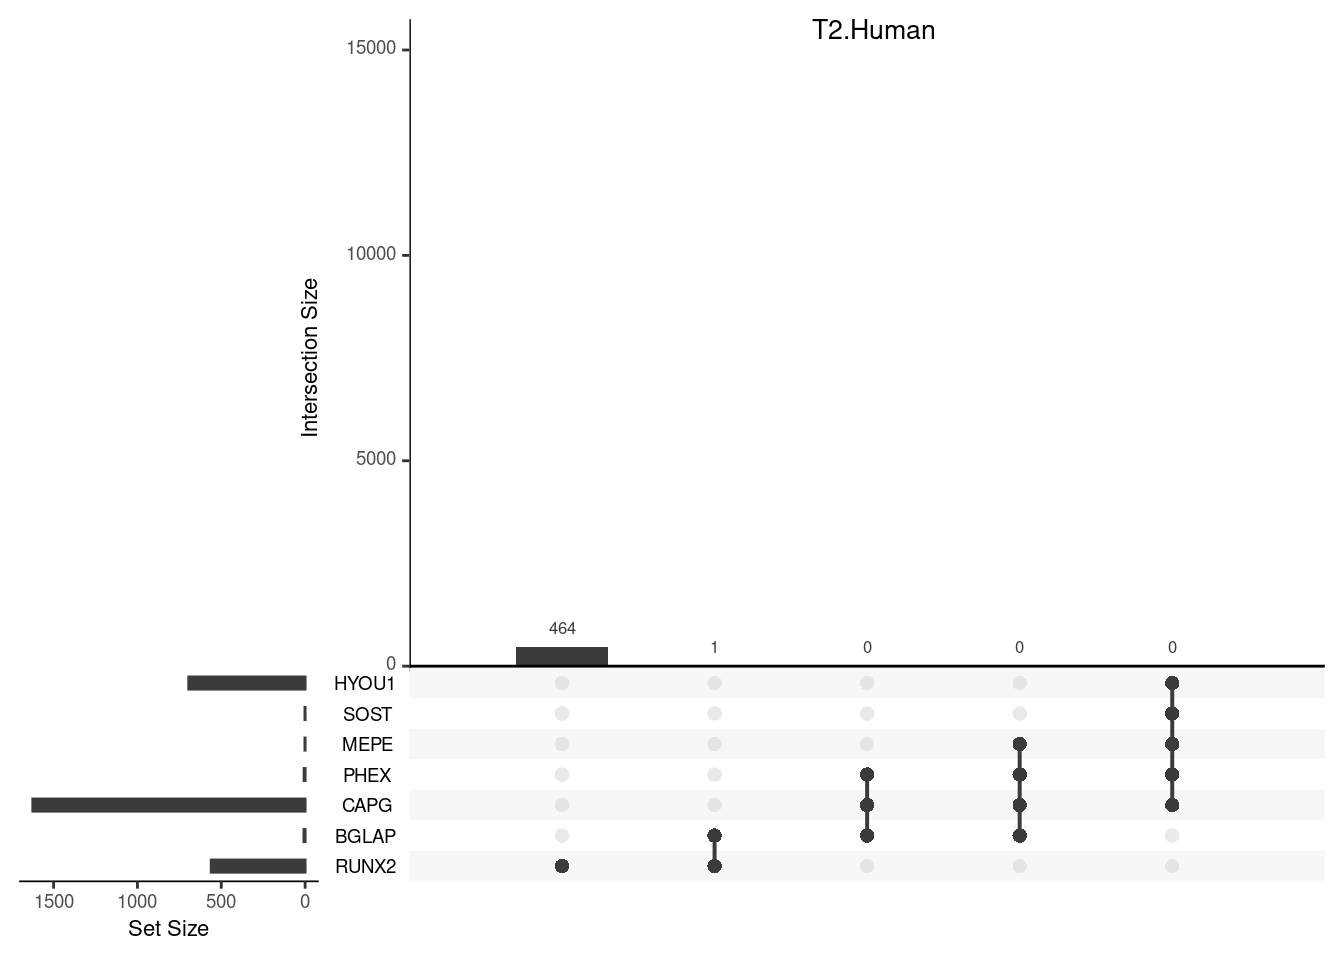 T2.Human
15000
10000
5000
0
Intersection Size
464
1
0
0
0
HYOU1
SOST
MEPE
PHEX
CAPG
BGLAP
RUNX2
1500
1000
500
0
Set Size